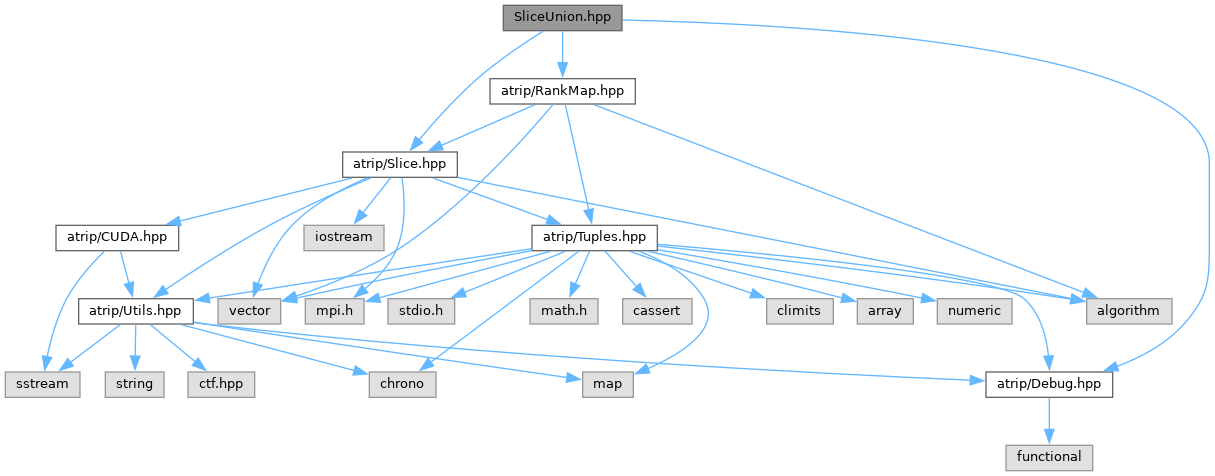 SliceUnion.hpp
atrip/RankMap.hpp
atrip/Slice.hpp
atrip/CUDA.hpp
iostream
atrip/Tuples.hpp
atrip/Utils.hpp
vector
mpi.h
stdio.h
math.h
cassert
climits
array
numeric
algorithm
sstream
string
ctf.hpp
chrono
map
atrip/Debug.hpp
functional